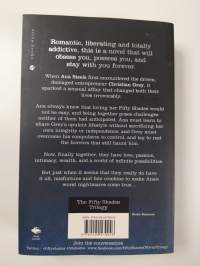 Romantic, liberating and totally
addictive, this is a novel that will
obsess you, possess you, and
stay with you forever.
When Ana Steele first encountered the driven,
damaged entrepreneur Christian Grey, it
sparked a sensual affair that changed both their
lives irrevocably.
Ana always knew that loving her Fifty Shades would
not be easy, and being together poses challenges
neither of them had anticipated. Ana must learn to
share Grey's opulent lifestyle without sacrificing her
own integrity or independence; and Grey must
overcome his compulsion to control, and lay to rest
the horrors that still haunt him.
Now, finally together, they have love, passion,
intimacy, wealth, and a world of infinite possibilities.
But just when it seems that they really do have
it all, misfortune and fate combine to make Ana's
worst nightmares come true...
The Fifty Shades
Trilogy
Join the conversation